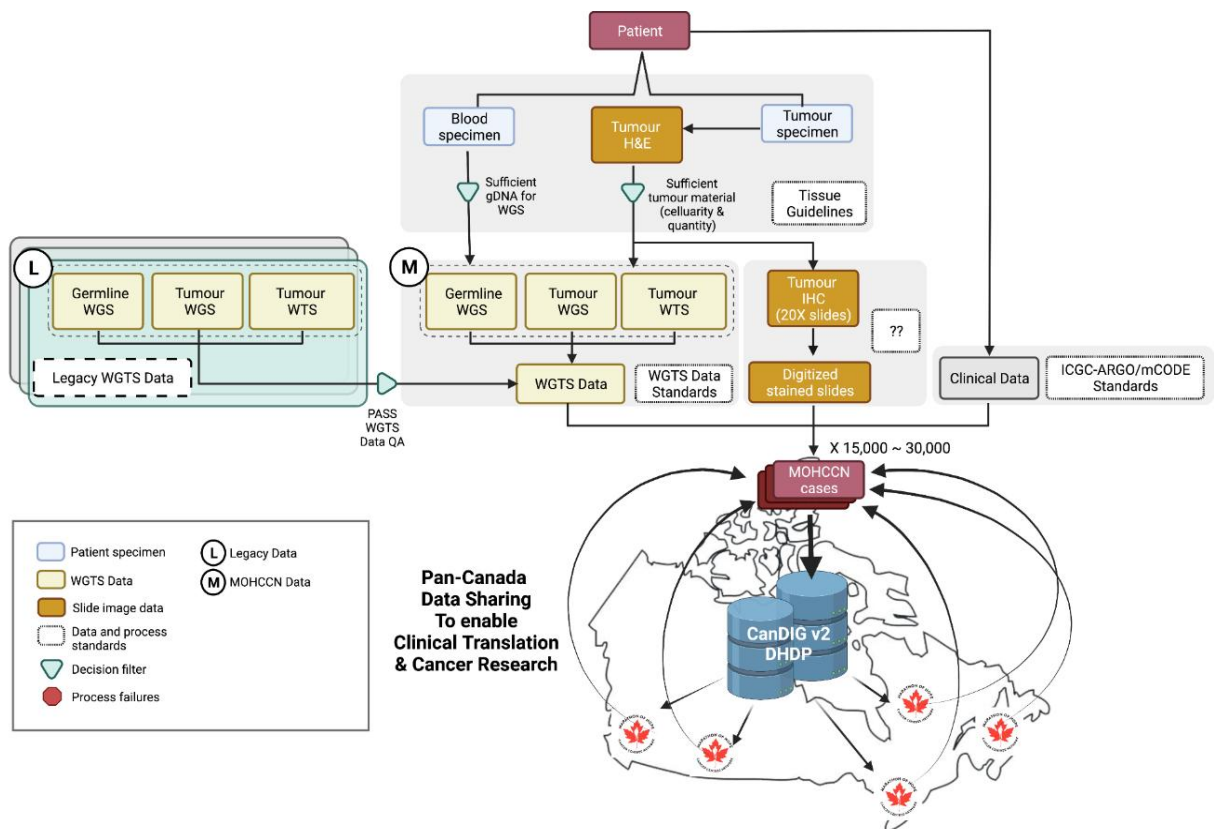 Patient
Blood
specimen
Tumour
H&E
Tumour
specimen
Sufficient
gDNA for
WGS
Sufficient
tumour material
(celluarity &
quantity)
Tissue
Guidelines
L
Germline
WGS
Tumour
WGS
Tumour
WTS
Legacy WGTS Data
PASS
WGTS
Data QA
M
Germline
WGS
Tumour
WGS
Tumour
WTS
WGTS Data
WGTS Data
Standards
Tumour
IHC
(20X slides)
??
Digitized
stained slides
Clinical Data
ICGC-ARGO/mCODE
Standards
X 15,000 ~ 30,000
MOHCCN
cases
Pan-Canada
Data Sharing
To enable
Clinical Translation
& Cancer Research
CanDIG v2
DHDP
Patient specimen
WGTS Data
Slide image data
Data and process
standards
Decision filter
Process failures
L Legacy Data
M MOHCCN Data